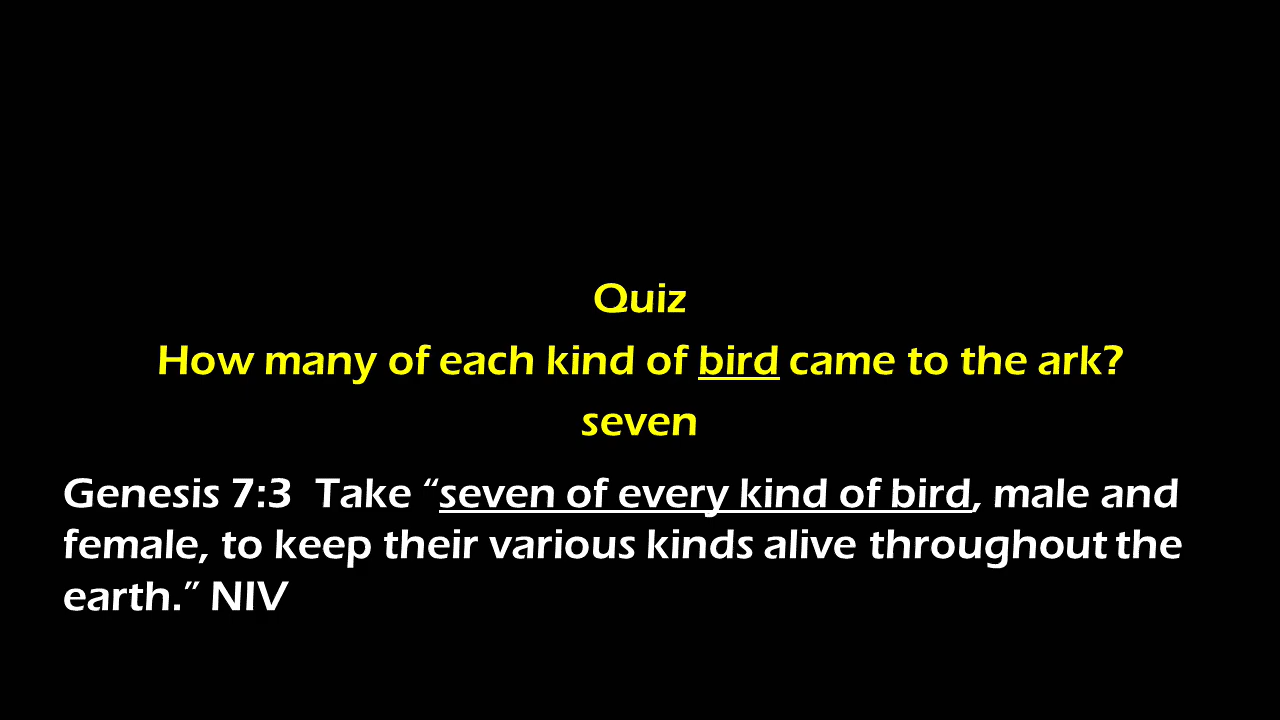 Quiz
How many of each kind of bird came to the ark?
seven
Genesis 7:3  Take “seven of every kind of bird, male and
female, to keep their various kinds alive throughout the
earth.” NIV